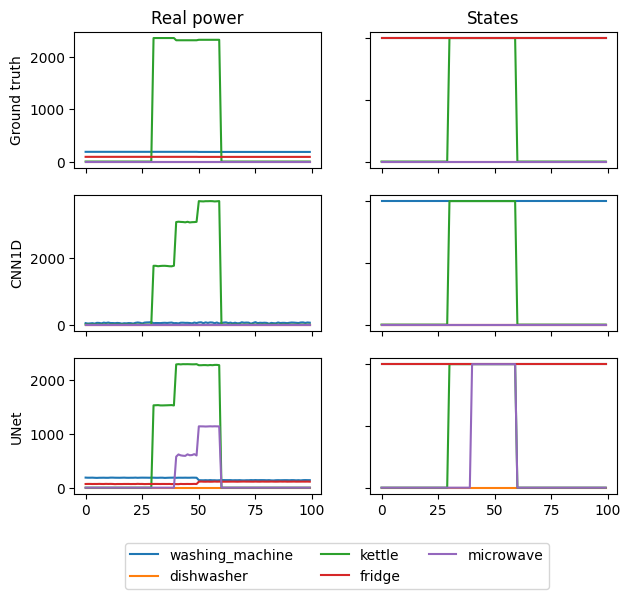 Real power
States
Ground truth
2000
1000
0
CNN1D
2000
0
UNet
2000
1000
0
0 25 50 75 100
0 25 50 75 100
washing_machine
kettle
microwave
dishwasher
fridge